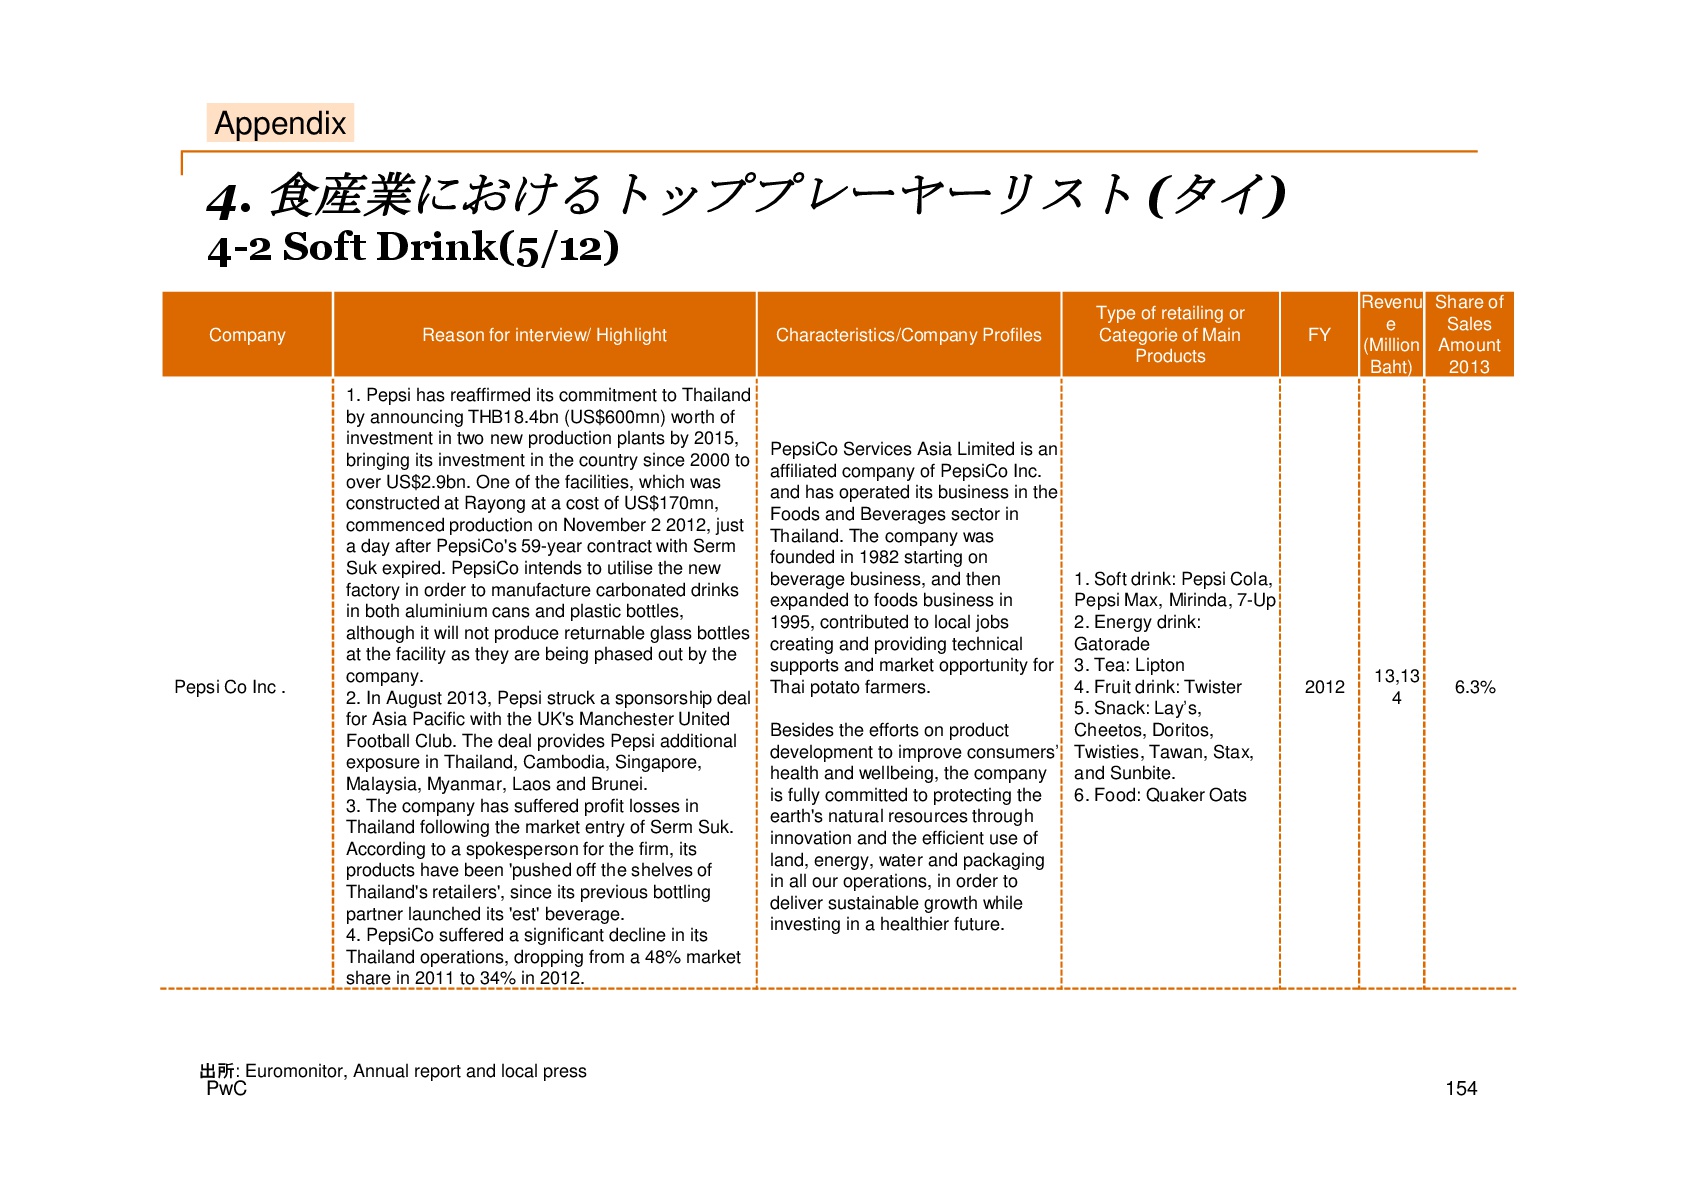 Appendix
4. 食産業におけるトッププレーヤーリスト(タイ)
4-2 Soft Drink(5/12)
Company
Reason for interview/ Highlight
Characteristics/Company Profiles
Type of retailing or
Categorie of Main
Products
FY
Revenu
e
(Million
Baht)
Share of
Sales
Amount
2013
Pepsi Co Inc .
1. Pepsi has reaffirmed its commitment to Thailand
by announcing THB18.4bn (US$600mn) worth of
investment in two new production plants by 2015,
bringing its investment in the country since 2000 to
over US$2.9bn. One of the facilities, which was
constructed at Rayong at a cost of US$170mn,
commenced production on November 2 2012, just
a day after PepsiCo's 59-year contract with Serm
Suk expired. PepsiCo intends to utilise the new
factory in order to manufacture carbonated drinks
in both aluminium cans and plastic bottles,
although it will not produce returnable glass bottles
at the facility as they are being phased out by the
company.
2. In August 2013, Pepsi struck a sponsorship deal
for Asia Pacific with the UK's Manchester United
Football Club. The deal provides Pepsi additional
exposure in Thailand, Cambodia, Singapore,
Malaysia, Myanmar, Laos and Brunei.
3. The company has suffered profit losses in
Thailand following the market entry of Serm Suk.
According to a spokesperson for the firm, its
products have been 'pushed off the shelves of
Thailand's retailers', since its previous bottling
partner launched its 'est' beverage.
4. PepsiCo suffered a significant decline in its
Thailand operations, dropping from a 48% market
share in 2011 to 34% in 2012.
PepsiCo Services Asia Limited is an
affiliated company of PepsiCo Inc.
and has operated its business in the
Foods and Beverages sector in
Thailand. The company was
founded in 1982 starting on
beverage business, and then
expanded to foods business in
1995, contributed to local jobs
creating and providing technical
supports and market opportunity for
Thai potato farmers.
Besides the efforts on product
development to improve consumers’
health and wellbeing, the company
is fully committed to protecting the
earth's natural resources through
innovation and the efficient use of
land, energy, water and packaging
in all our operations, in order to
deliver sustainable growth while
investing in a healthier future.
1. Soft drink: Pepsi Cola,
Pepsi Max, Mirinda, 7-Up
2. Energy drink:
Gatorade
3. Tea: Lipton
4. Fruit drink: Twister
5. Snack: Lay’s,
Cheetos, Doritos,
Twisties, Tawan, Stax,
and Sunbite.
6. Food: Quaker Oats
2012
13,13
4
6.3%
出所: Euromonitor, Annual report and local press
PwC
154